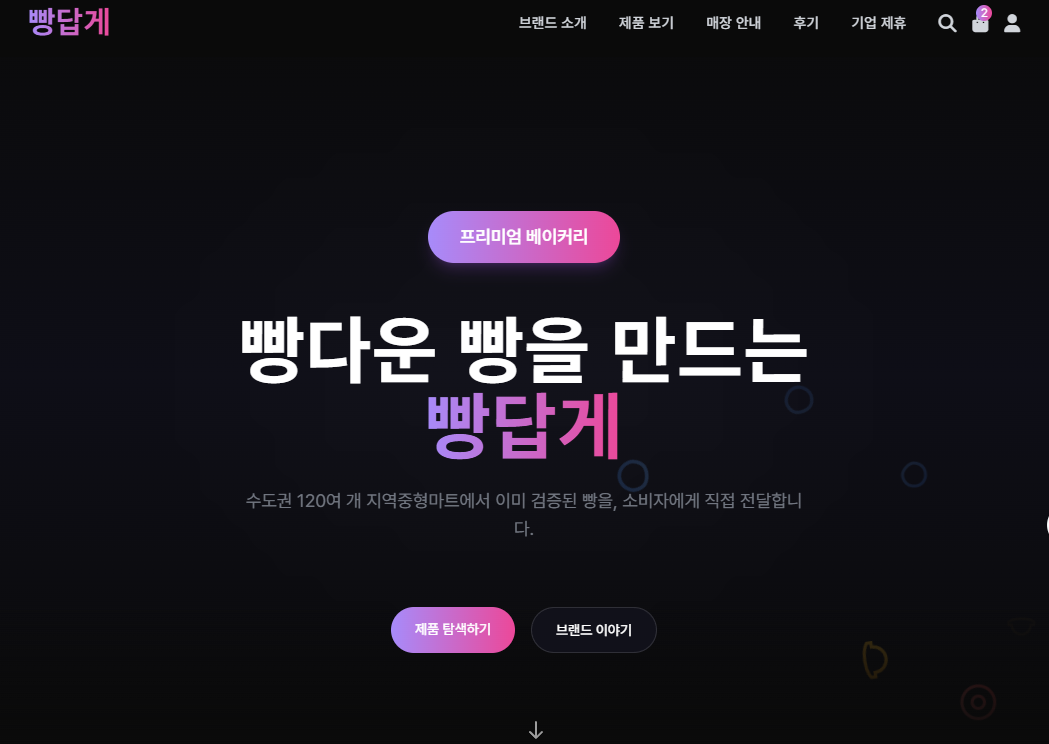 빵답게
브랜드 소개
제품 보기
매장 안내
후기
기업 제휴
2
프리미엄 베이커리
빵다운 빵을 만드는
빵답게
수도권 120여 개 지역중형마트에서 이미 검증된 빵을, 소비자에게 직접 전달합니
다.
제품 탐색하기
브랜드 이야기